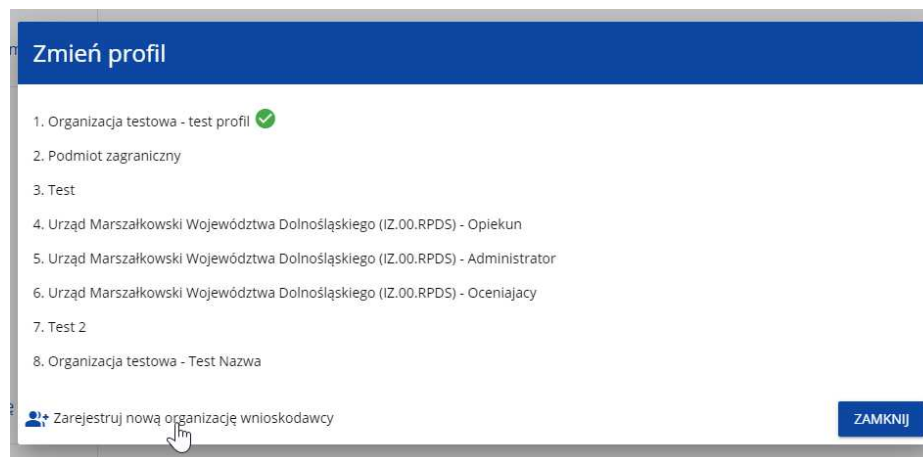 Zmień profil
1. Organizacja testowa - test profil
2. Podmiot zagraniczny
3. Test
4. Urząd Marszałkowski Województwa Dolnośląskiego (IZ.00.RPDS) - Opiekun
5. Urząd Marszałkowski Województwa Dolnośląskiego (IZ.00.RPDS) - Administrator
6. Urząd Marszałkowski Województwa Dolnośląskiego (IZ.00.RPDS) - Oceniajacy
7. Test 2
8. Organizacja testowa - Test Nazwa
Zarejestruj nową organizację wnioskodawcy
ZAMKNIJ